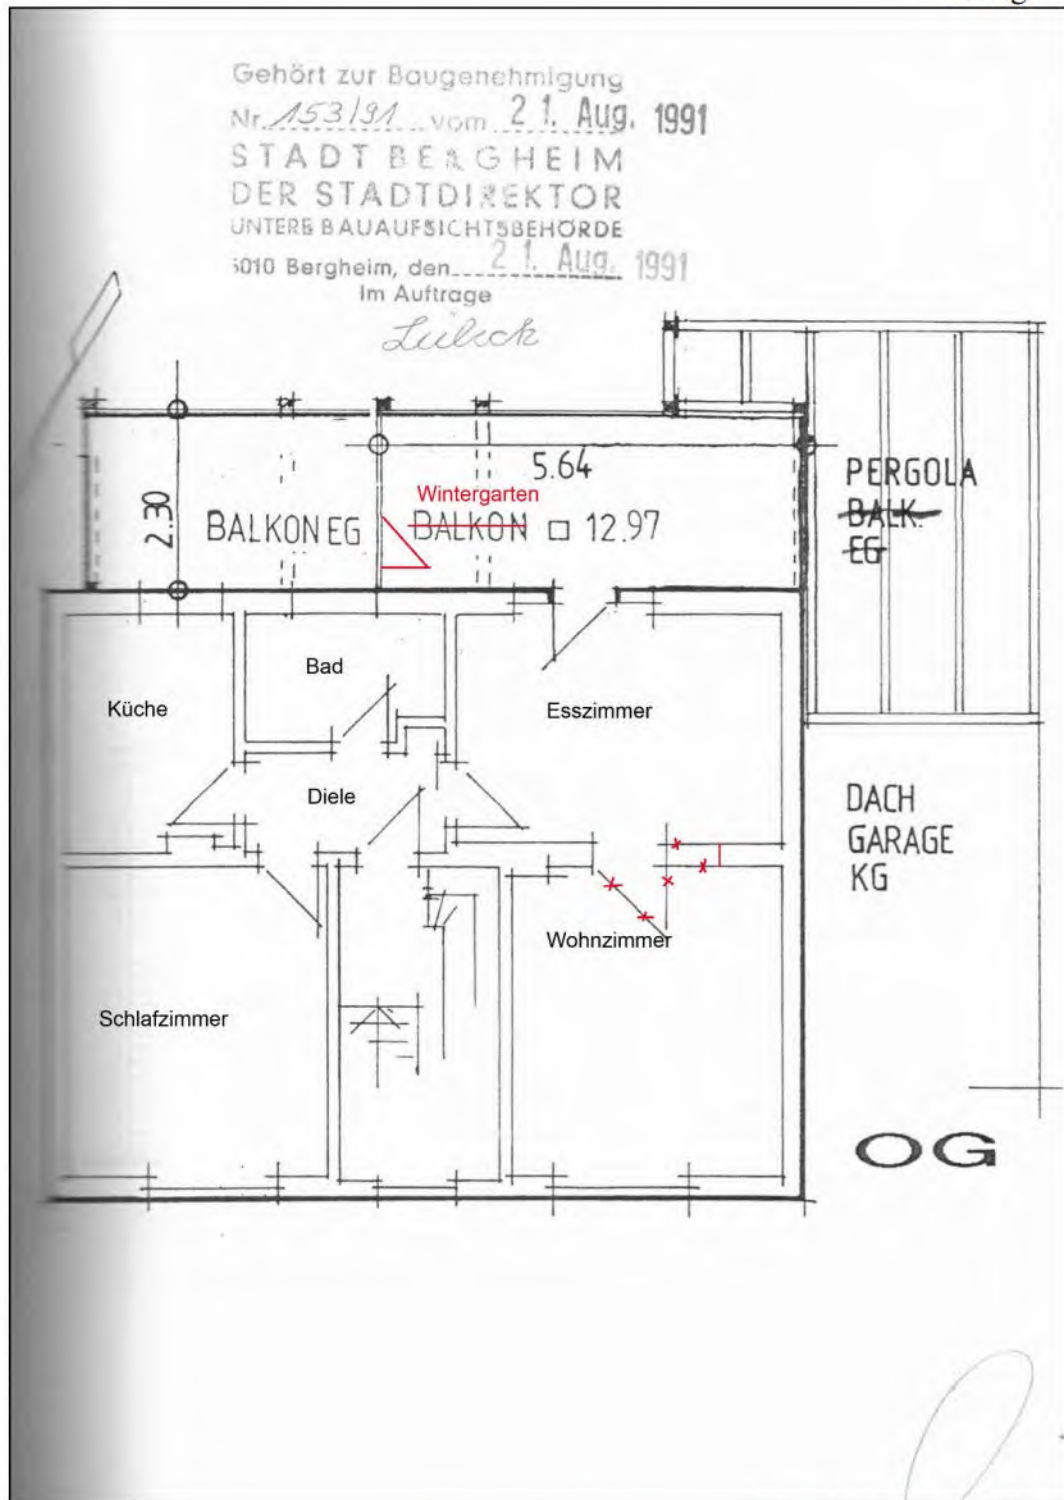 Gehört zur Baugenehmigung
Nr. 153/91 vom 21. Aug. 1991
STADT BERGHEIM
DER STADTDIREKTOR
UNTERE BAUAUFSICHTSBEHÖRDE
5010 Bergheim, den 21. Aug. 1991
Im Auftrage
5.64
2.30
Wintergarten
BALKON EG
BALKON □ 12.97
PERGOLA
BALK.
EG
Bad
Küche
Esszimmer
Diele
DACH
GARAGE
KG
Wohnzimmer
Schlafzimmer
OG